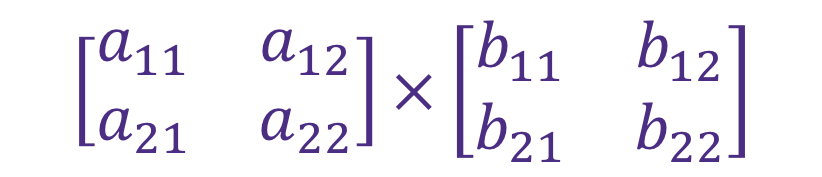 [a₁₁ a₁₂] × [b₁₁ b₁₂]
[a₂₁ a₂₂] [b₂₁ b₂₂]